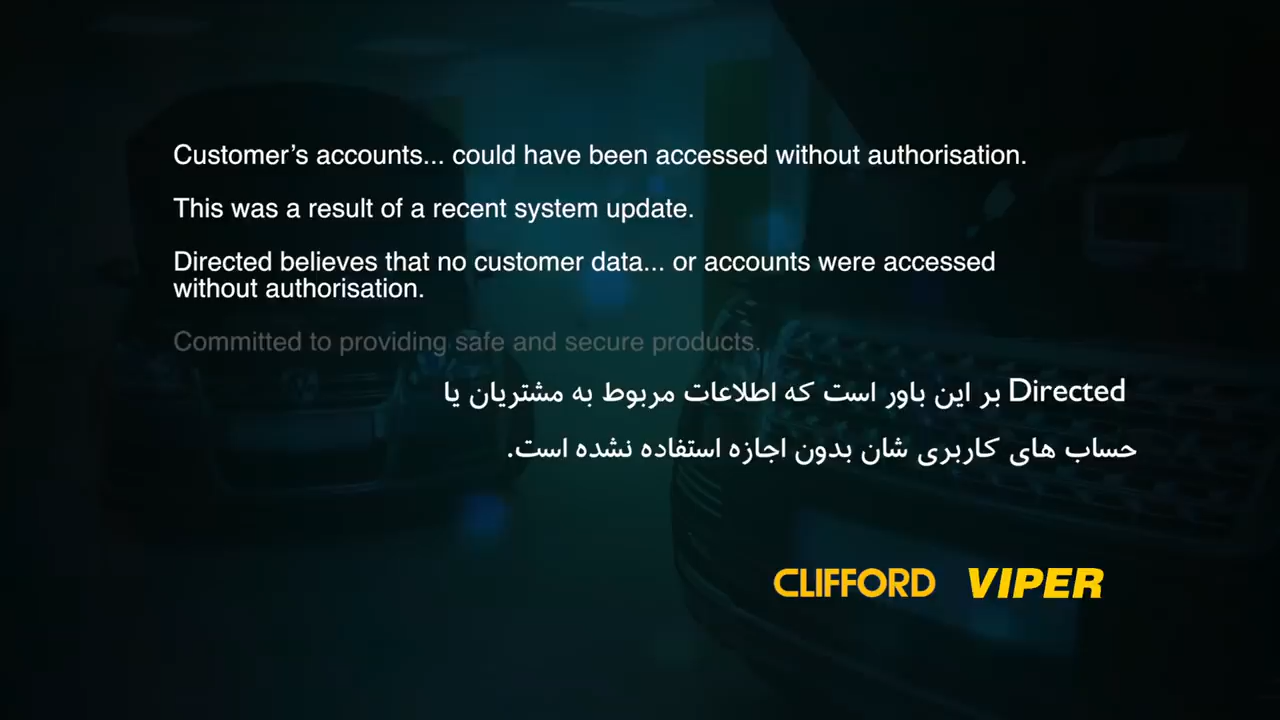 Customer’s accounts... could have been accessed without authorisation.
This was a result of a recent system update.
Directed believes that no customer data... or accounts were accessed
without authorisation.
Committed to providing safe and secure products.
Directed بر این باور است که اطلاعات مربوط به مشتریان یا
حساب های کاربری شان بدون اجازه استفاده نشده است.
CLIFFORD VIPER